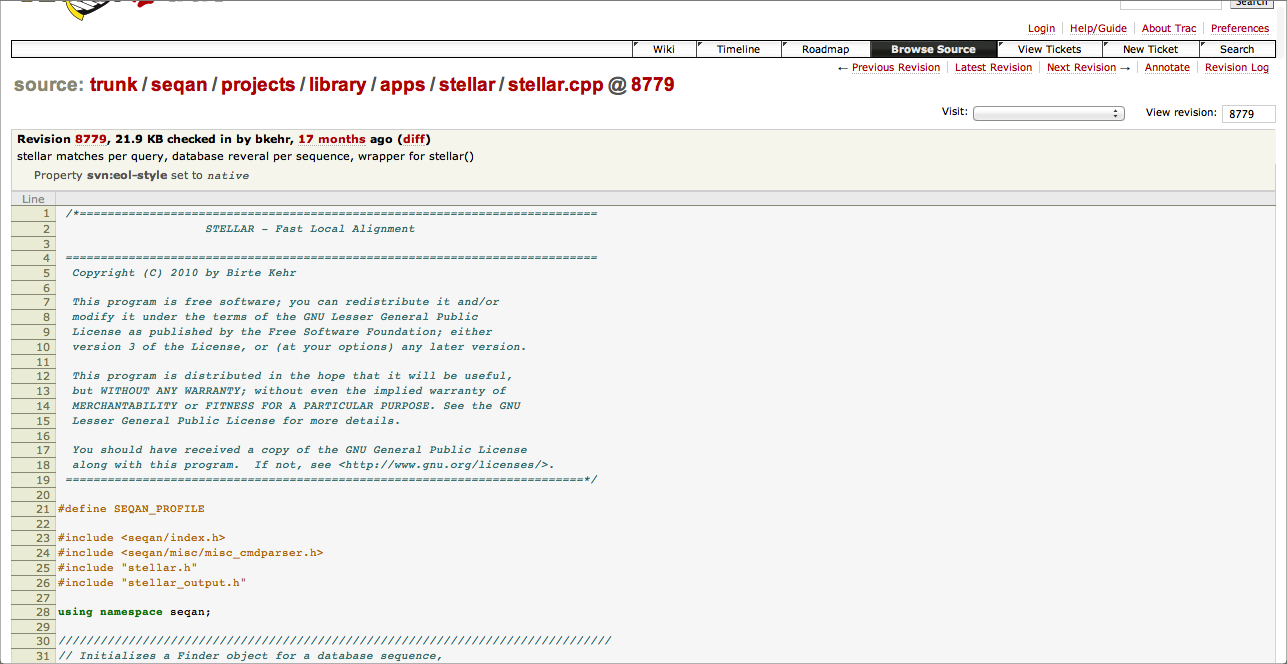 Search
Login Help/Guide About Trac Preferences
Wiki Timeline Roadmap Browse Source View Tickets New Ticket Search
← Previous Revision Latest Revision Next Revision → Annotate Revision Log
source: trunk / seqan / projects / library / apps / stellar / stellar.cpp @ 8779
Visit: View revision: 8779
Revision 8779, 21.9 KB checked in by bkehr, 17 months ago (diff)
stellar matches per query, database reveral per sequence, wrapper for stellar()
Property svn:eol-style set to native
Line
1 /*==========================================================================
2 STELLAR - Fast Local Alignment
3
4 ============================================================================
5 Copyright (C) 2010 by Birte Kehr
6
7 This program is free software; you can redistribute it and/or
8 modify it under the terms of the GNU Lesser General Public
9 License as published by the Free Software Foundation; either
10 version 3 of the License, or (at your options) any later version.
11
12 This program is distributed in the hope that it will be useful,
13 but WITHOUT ANY WARRANTY; without even the implied warranty of
14 MERCHANTABILITY or FITNESS FOR A PARTICULAR PURPOSE. See the GNU
15 Lesser General Public License for more details.
16
17 You should have received a copy of the GNU General Public License
18 along with this program. If not, see <http://www.gnu.org/licenses/>.
19 ==========================================================================*/
20
21 #define SEQAN_PROFILE
22
23 #include <seqan/index.h>
24 #include <seqan/misc/misc_cmdparser.h>
25 #include "stellar.h"
26 #include "stellar_output.h"
27
28 using namespace seqan;
29
30 ///////////////////////////////////////////////////////////////////////////////
31 // Initializes a Finder object for a database sequence,